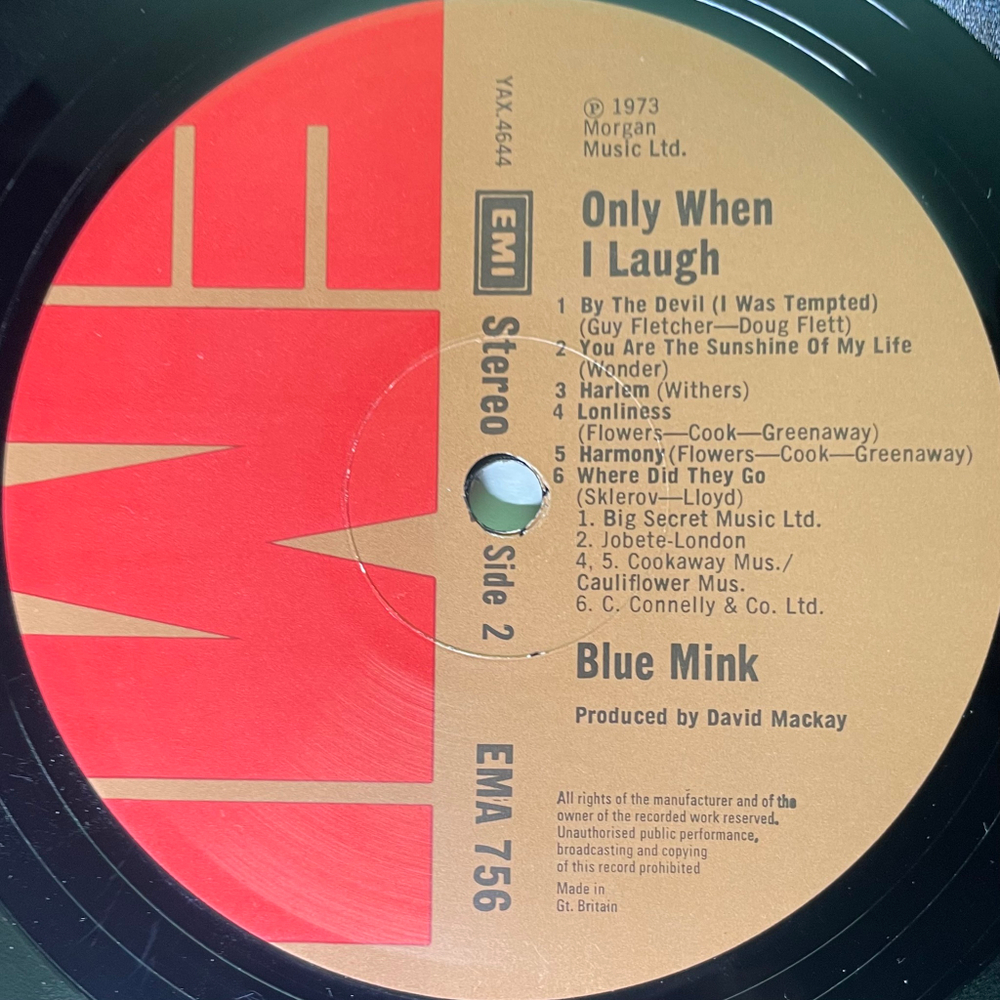 EMI
YAX.4644
EMI
Stereo
Side 2
EMA 756
℗ 1973
Morgan
Music Ltd.
Only When
I Laugh
1 By The Devil (I Was Tempted)
(Guy Fletcher—Doug Flett)
2 You Are The Sunshine Of My Life
(Wonder)
3 Harlem (Withers)
4 Lonliness
(Flowers—Cook—Greenaway)
5 Harmony (Flowers—Cook—Greenaway)
6 Where Did They Go
(Sklerov—Lloyd)
1. Big Secret Music Ltd.
2. Jobete-London
4, 5. Cookaway Mus./
Cauliflower Mus.
6. C. Connelly & Co. Ltd.
Blue Mink
Produced by David Mackay
All rights of the manufacturer and of the
owner of the recorded work reserved.
Unauthorised public performance,
broadcasting and copying
of this record prohibited
Made in
Gt. Britain